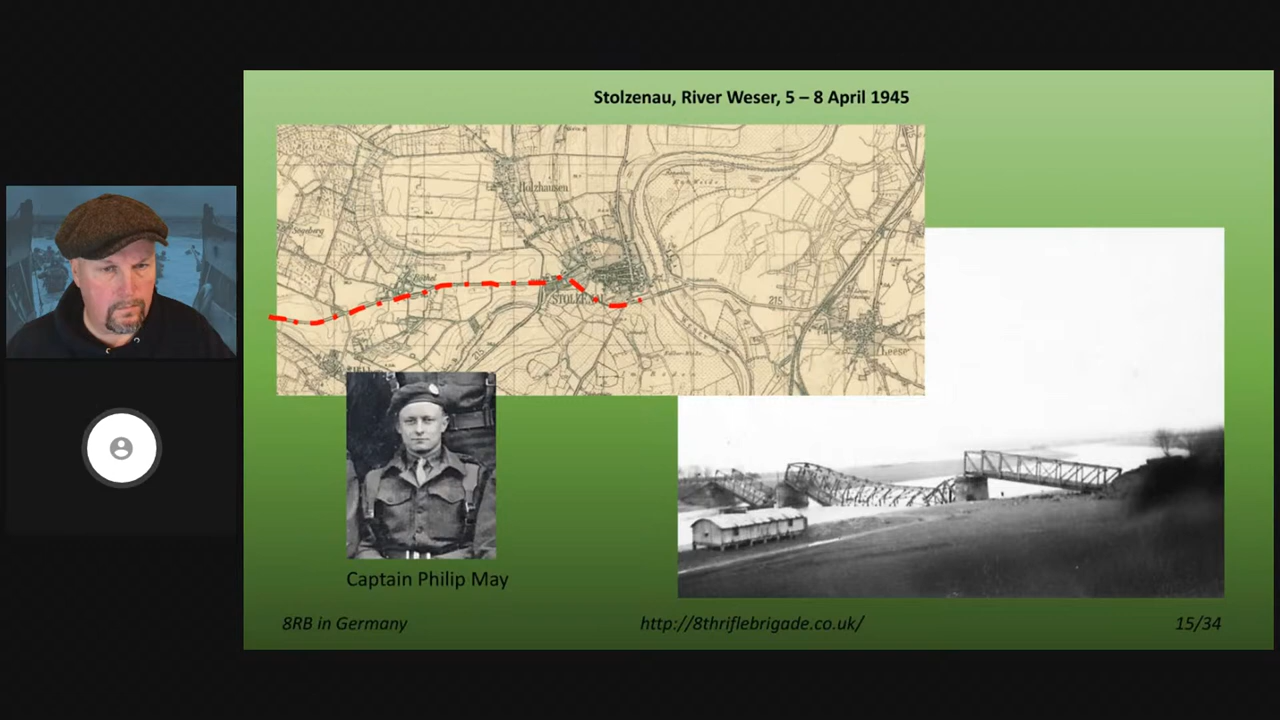 Stolzenau, River Weser, 5 – 8 April 1945
Holzhausen
STOLZENAU
215
Leese
Captain Philip May
8RB in Germany
http://8thriflebrigade.co.uk/
15/34